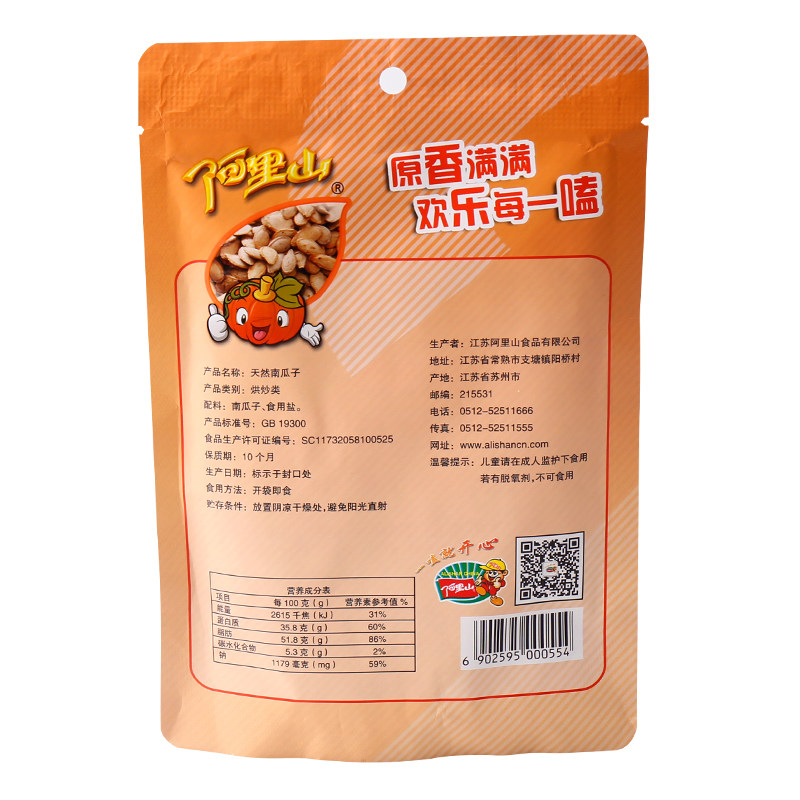 阿里山®
原香满满
欢乐每一嗑
产品名称：天然南瓜子
产品类别：烘炒类
配料：南瓜子、食用盐。
产品标准号：GB 19300
食品生产许可证编号：SC11732058100525
保质期：10个月
生产日期：标示于封口处
食用方法：开袋即食
贮存条件：放置阴凉干燥处，避免阳光直射
生产者：江苏阿里山食品有限公司
地址：江苏省常熟市支塘镇阳桥村
产地：江苏省苏州市
邮编：215531
电话：0512-52511666
传真：0512-52511555
网址：www.alishancn.com
温馨提示：儿童请在成人监护下食用
若有脱氧剂，不可食用
一嗑就开心
阿里山
营养成分表
项目 每100克（g） 营养素参考值%
能量 2615千焦（kJ） 31%
蛋白质 35.8克（g） 60%
脂肪 51.8克（g） 86%
碳水化合物 5.3克（g） 2%
钠 1179毫克（mg） 59%
6 902595 000554